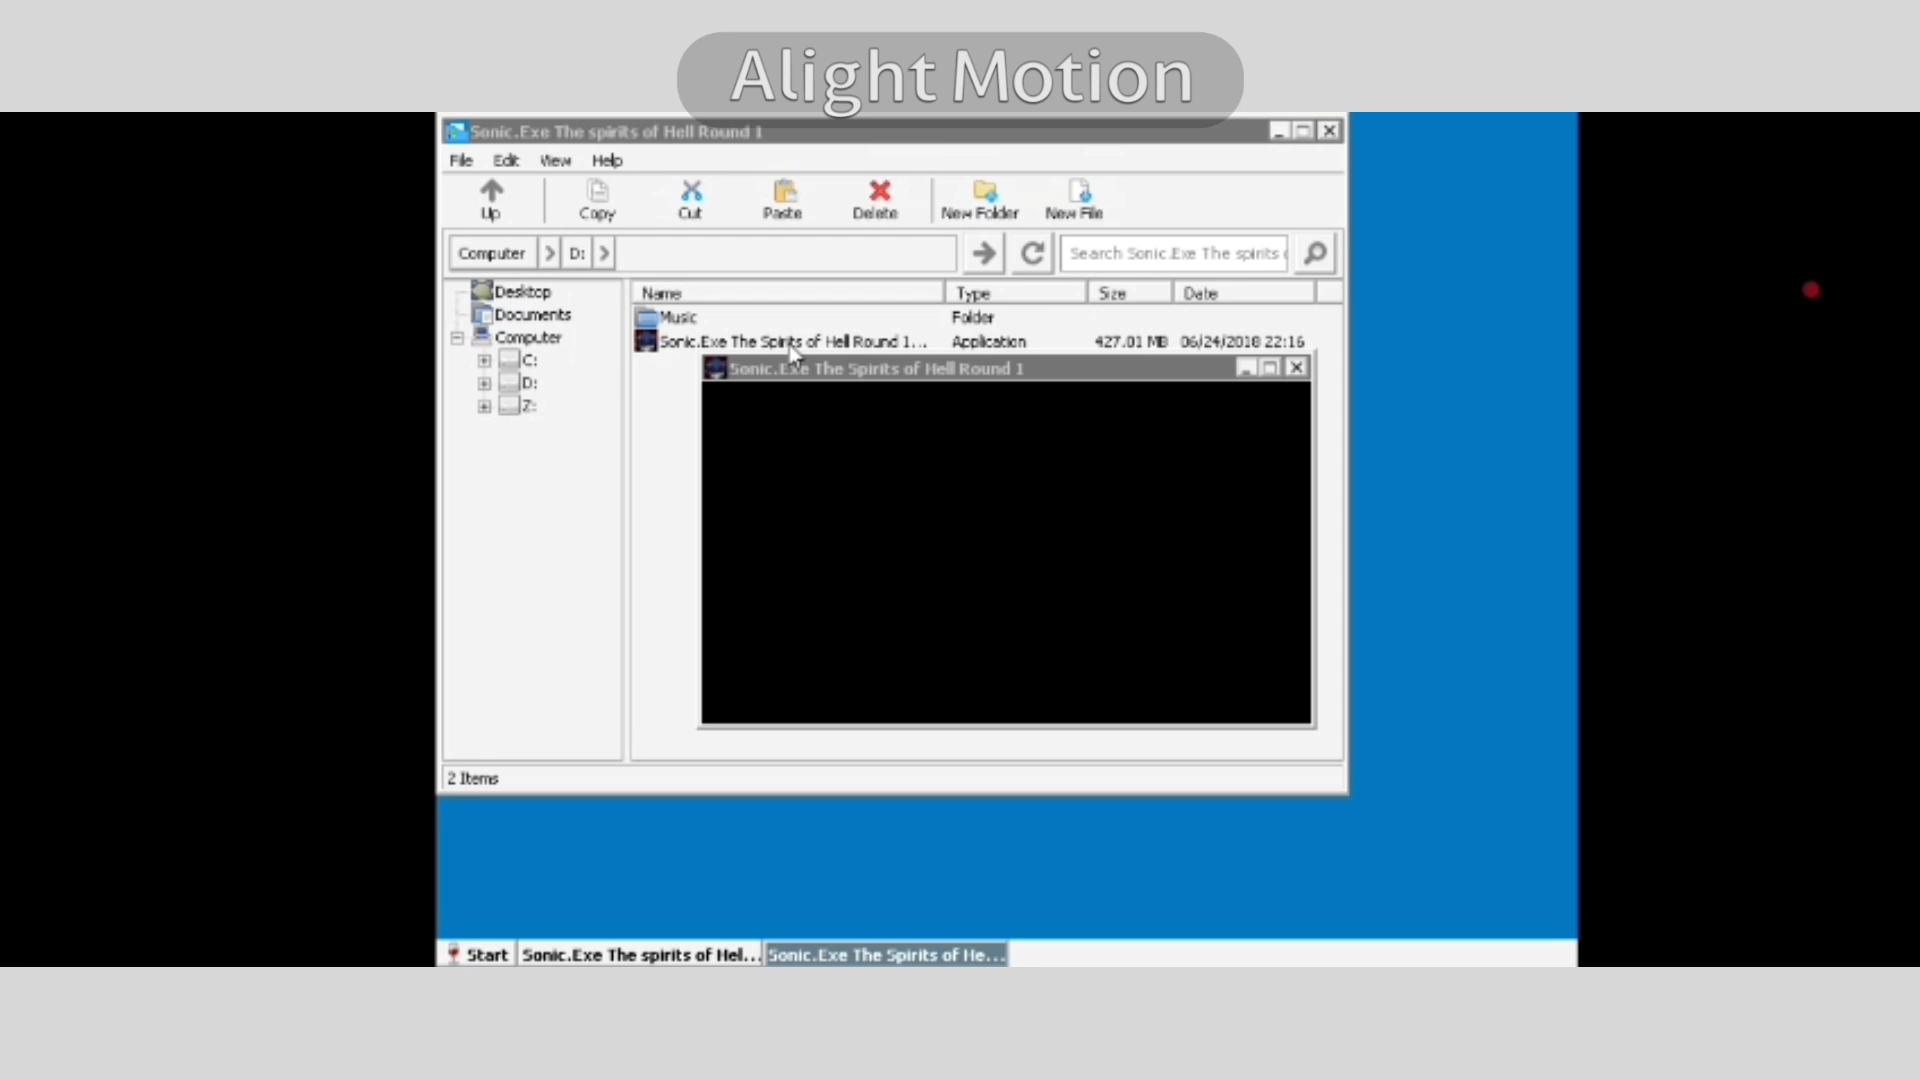 Alight Motion
Sonic.Exe The spirits of Hell Round 1
File Edit View Help
Up Copy Cut Paste Delete New Folder New File
Computer D: Search Sonic.Exe The spirits
Desktop
Documents
Computer
C:
D:
Z:
Name Type Size Date
Music Folder
Sonic.Exe The Spirits of Hell Round 1... Application 427.01 MB 06/24/2018 22:16
Sonic.Exe The Spirits of Hell Round 1
2 Items
Start Sonic.Exe The spirits of Hel... Sonic.Exe The Spirits of He...